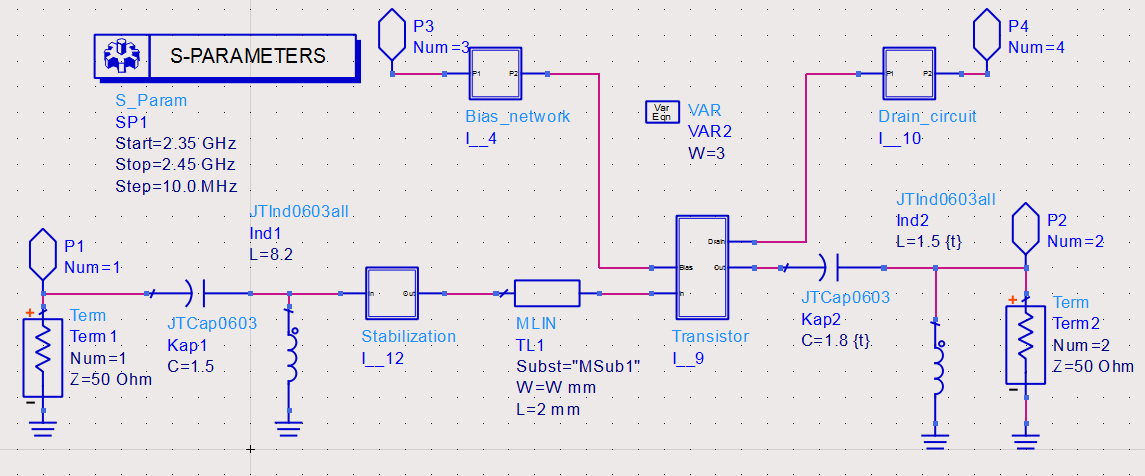 S-PARAMETERS
S_Param
SP1
Start=2.35 GHz
Stop=2.45 GHz
Step=10.0 MHz
P3
Num=3
P1
P2
Bias_network
I__4
Var
Eqn
VAR
VAR2
W=3
P4
Num=4
P1
P2
Drain_circuit
I__10
P1
Num=1
Term
Term1
Num=1
Z=50 Ohm
JTCap0603
Kap1
C=1.5
JTInd0603all
Ind1
L=8.2
In
Out
Stabilization
I__12
MLIN
TL1
Subst="MSub1"
W=W mm
L=2 mm
Drain
Bias
Out
In
Transistor
I__9
JTCap0603
Kap2
C=1.8 {t}
JTInd0603all
Ind2
L=1.5 {t}
P2
Num=2
Term
Term2
Num=2
Z=50 Ohm